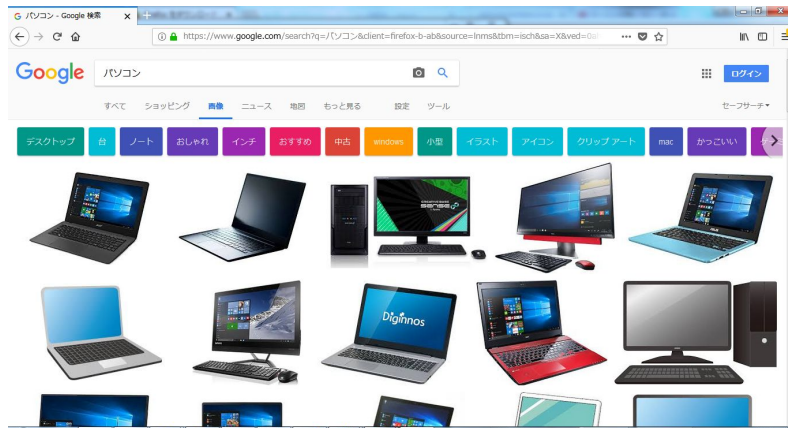 パソコン - Google 検索
https://www.google.com/search?q=パソコン&client=firefox-b-ab&source=lnms&tbm=isch&sa=X&ved=0a
Google
パソコン
ログイン
すべて ショッピング 画像 ニュース 地図 もっと見る 設定 ツール セーフサーチ
デスクトップ 台 ノート おしゃれ インチ おすすめ 中古 windows 小型 イラスト アイコン クリップ アート mac かっこいい
SENSE
ASUS
Diginnos